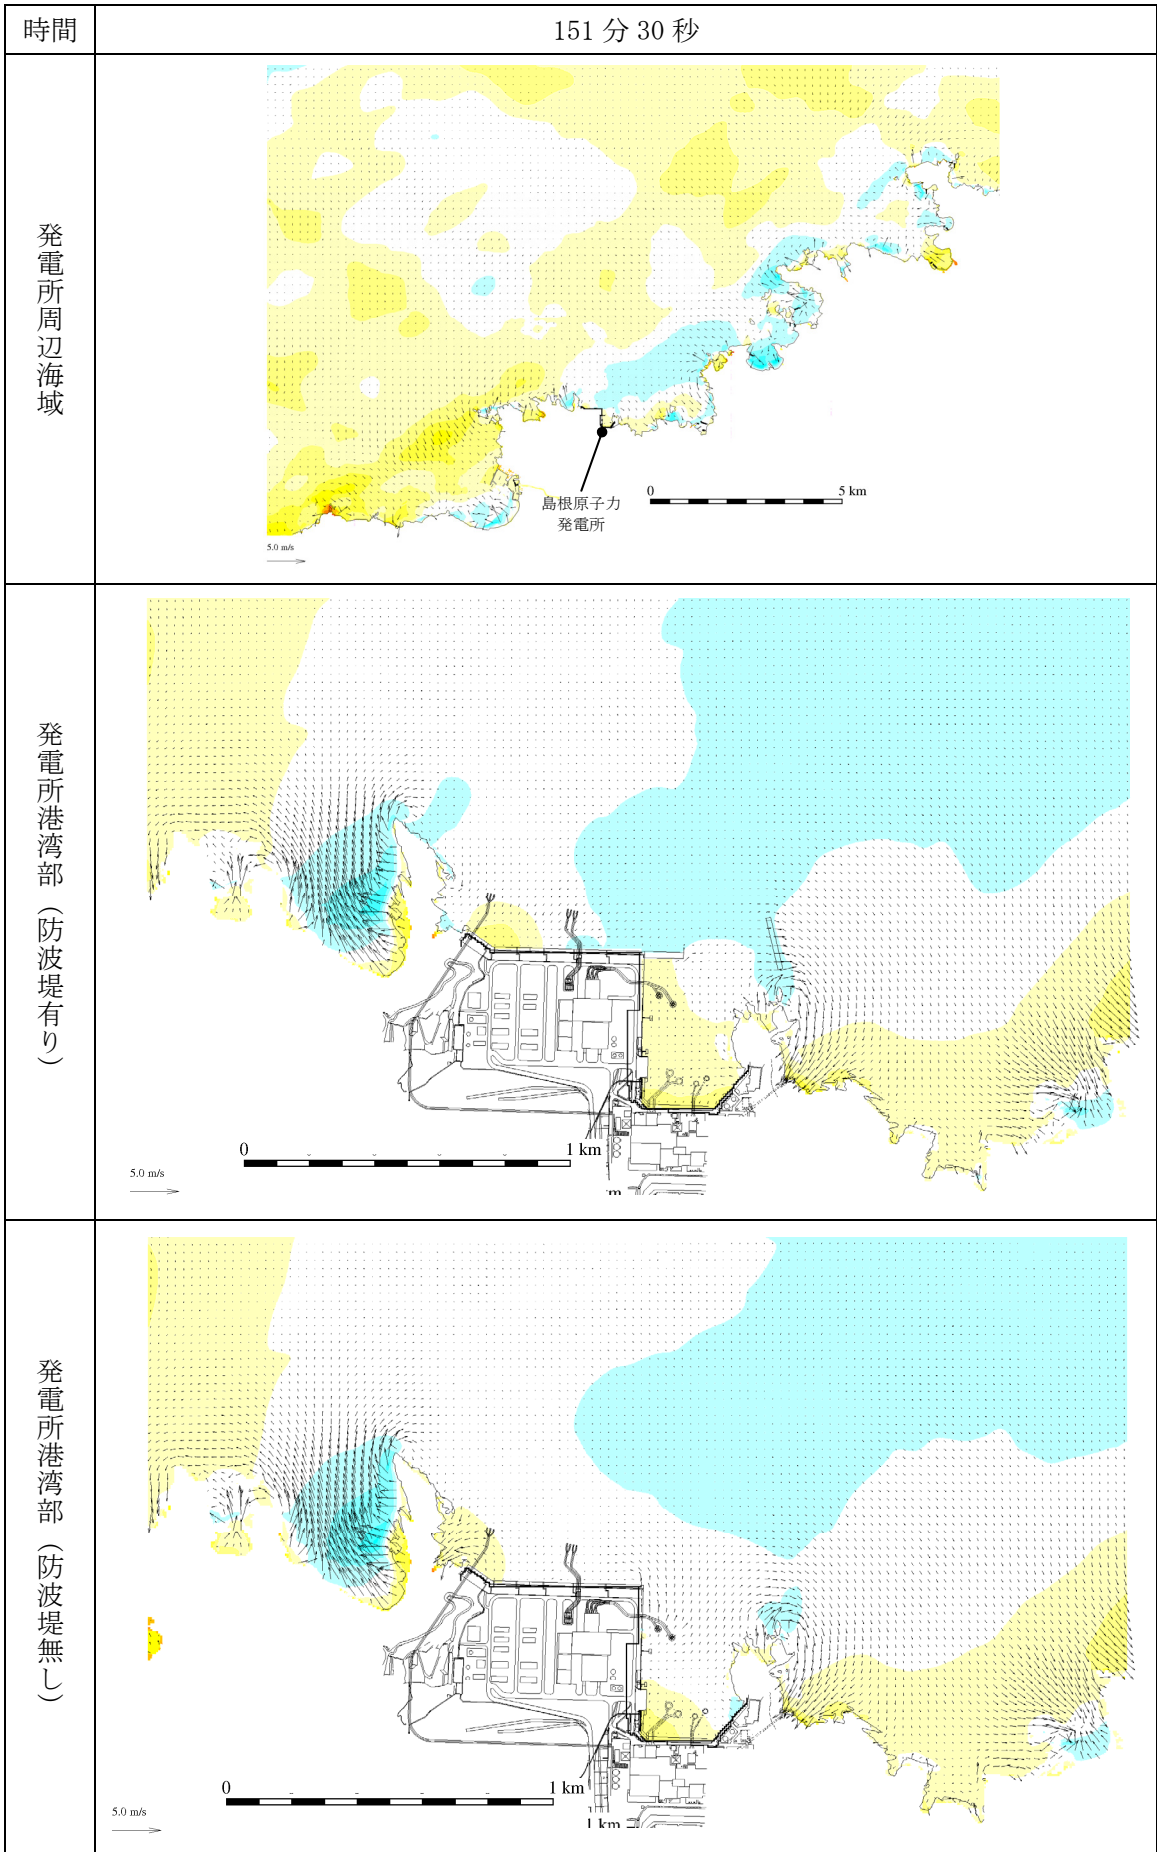 時間
151 分 30 秒
発電所周辺海域
島根原子力
発電所
0
5 km
5.0 m/s
発電所港湾部（防波堤有り）
0
1 km
5.0 m/s
発電所港湾部（防波堤無し）
0
1 km
5.0 m/s
1 km